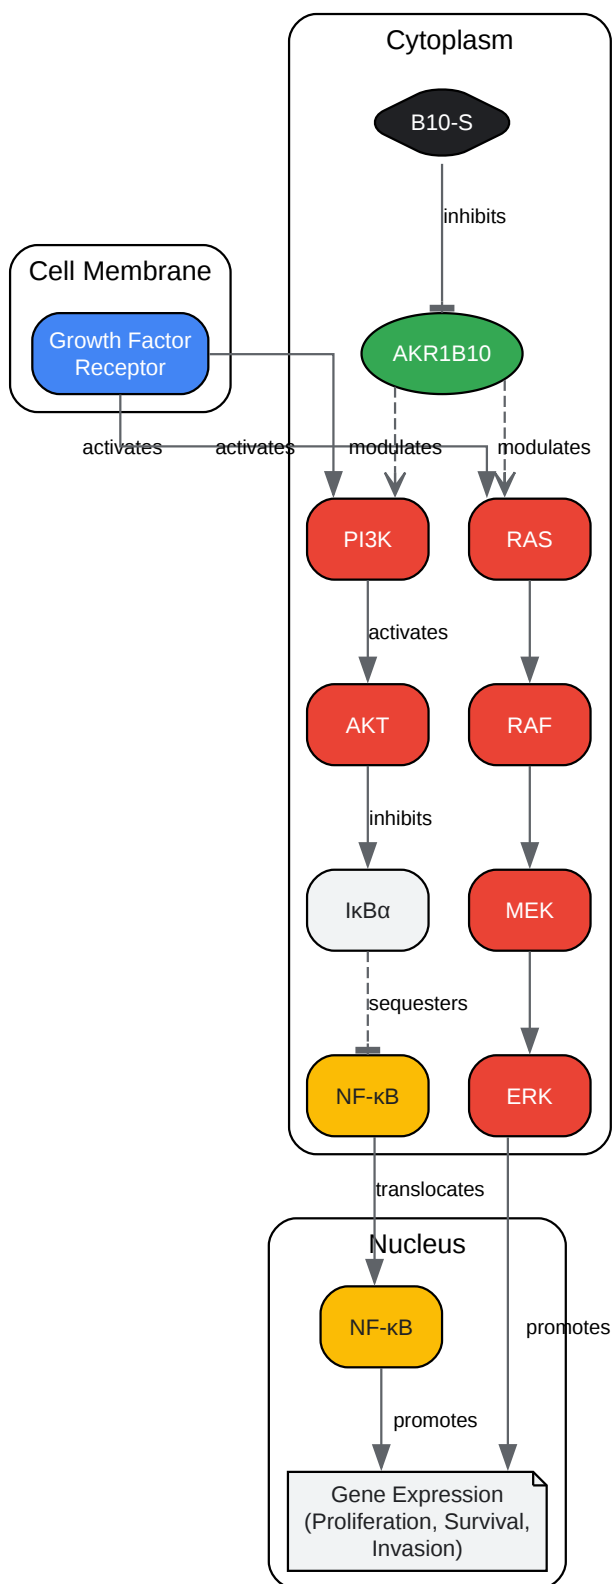 Cytoplasm
B10-S
inhibits
Cell Membrane
Growth Factor
Receptor
AKR1B10
activates
activates
modulates
modulates
PI3K
RAS
activates
AKT
RAF
inhibits
IκBα
MEK
sequesters
NF-κB
ERK
translocates
Nucleus
NF-κB
promotes
promotes
Gene Expression
(Proliferation, Survival,
Invasion)